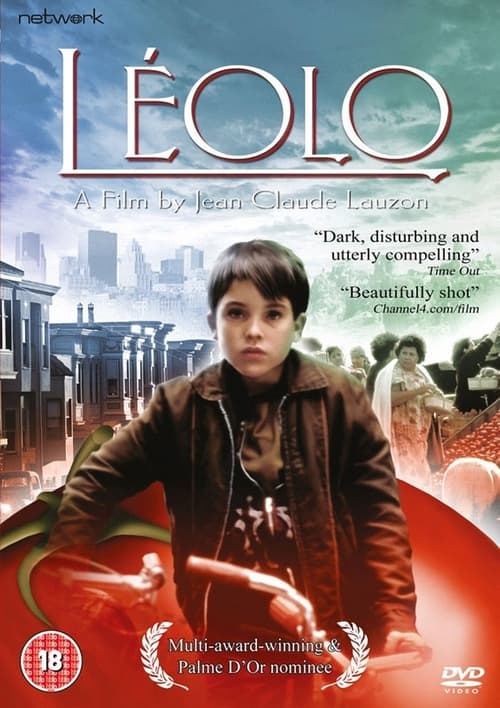 network
LÉOLO
A Film by Jean Claude Lauzon
“Dark, disturbing and
utterly compelling”
Time Out
“Beautifully shot”
Channel4.com/film
Multi-award-winning &
Palme D’Or nominee
18
DVD
VIDEO